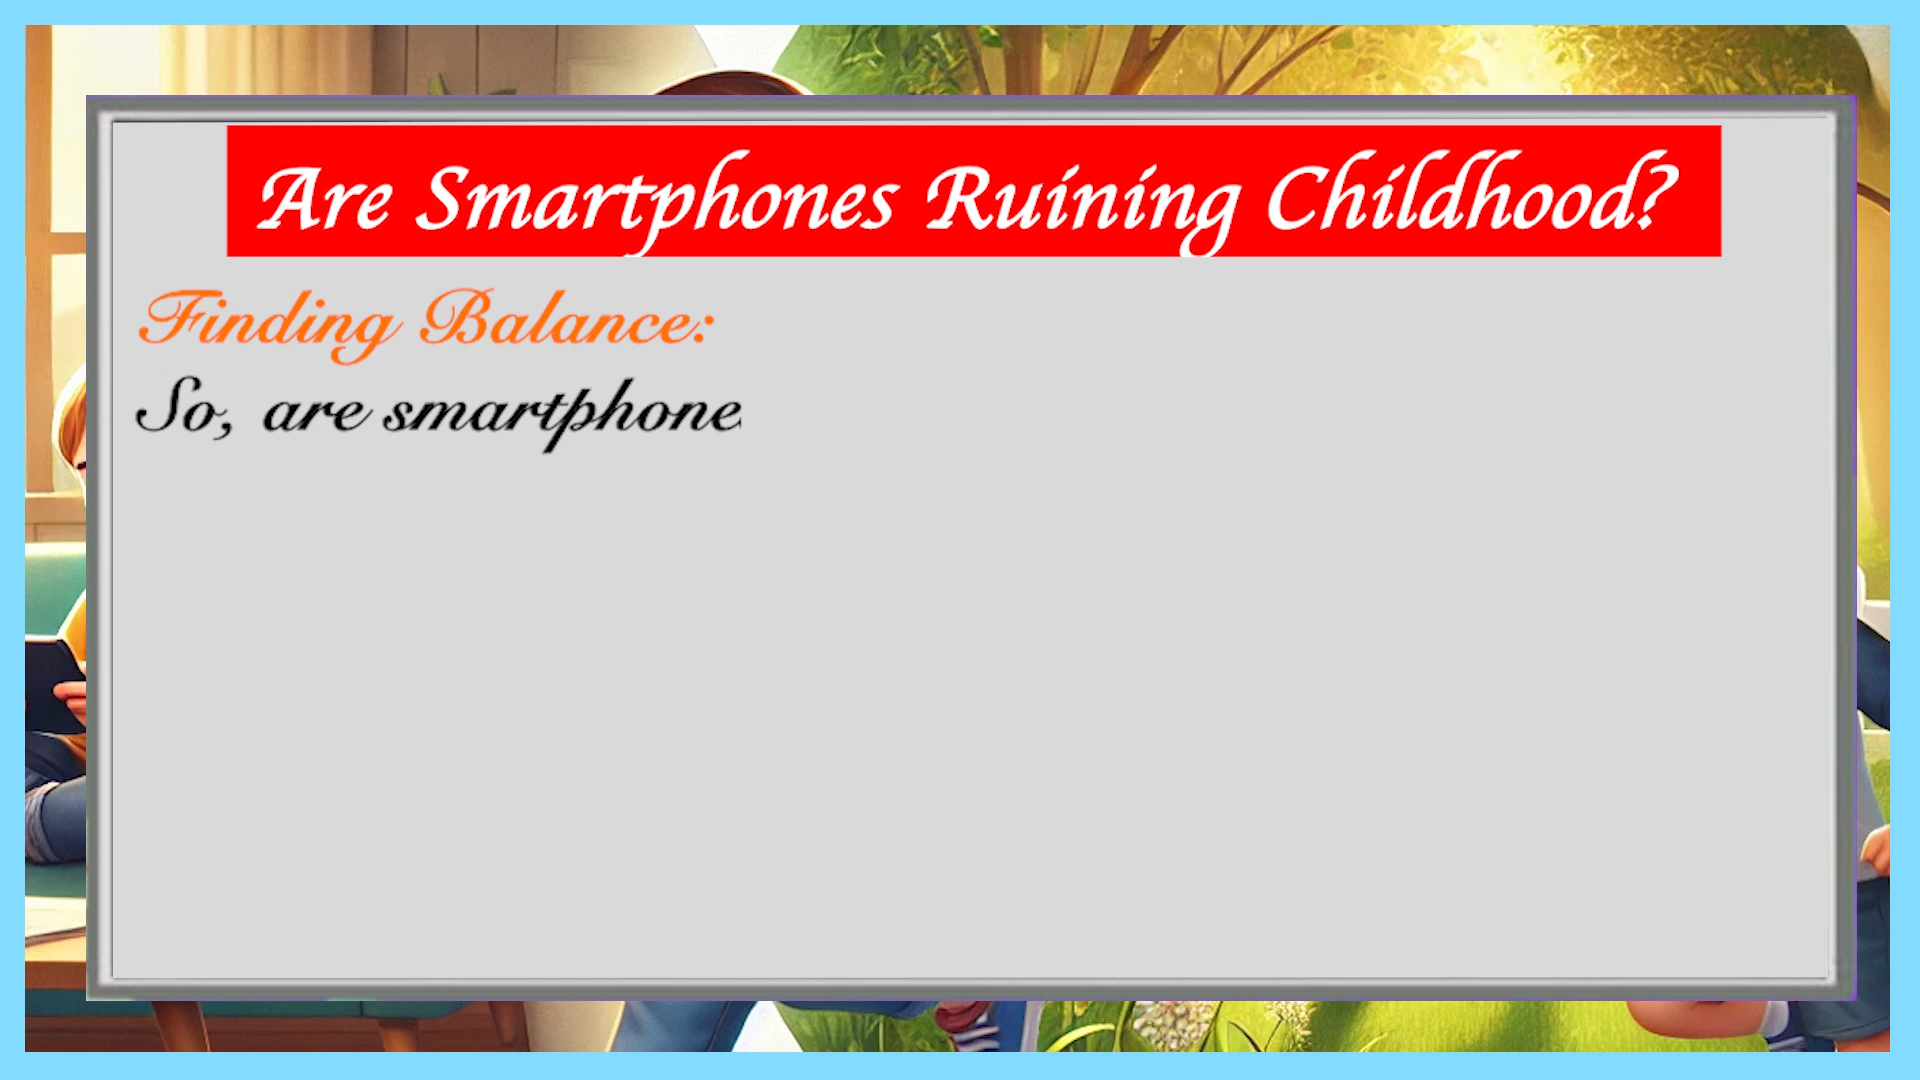 Are Smartphones Ruining Childhood?
Finding Balance:
So, are smartphone